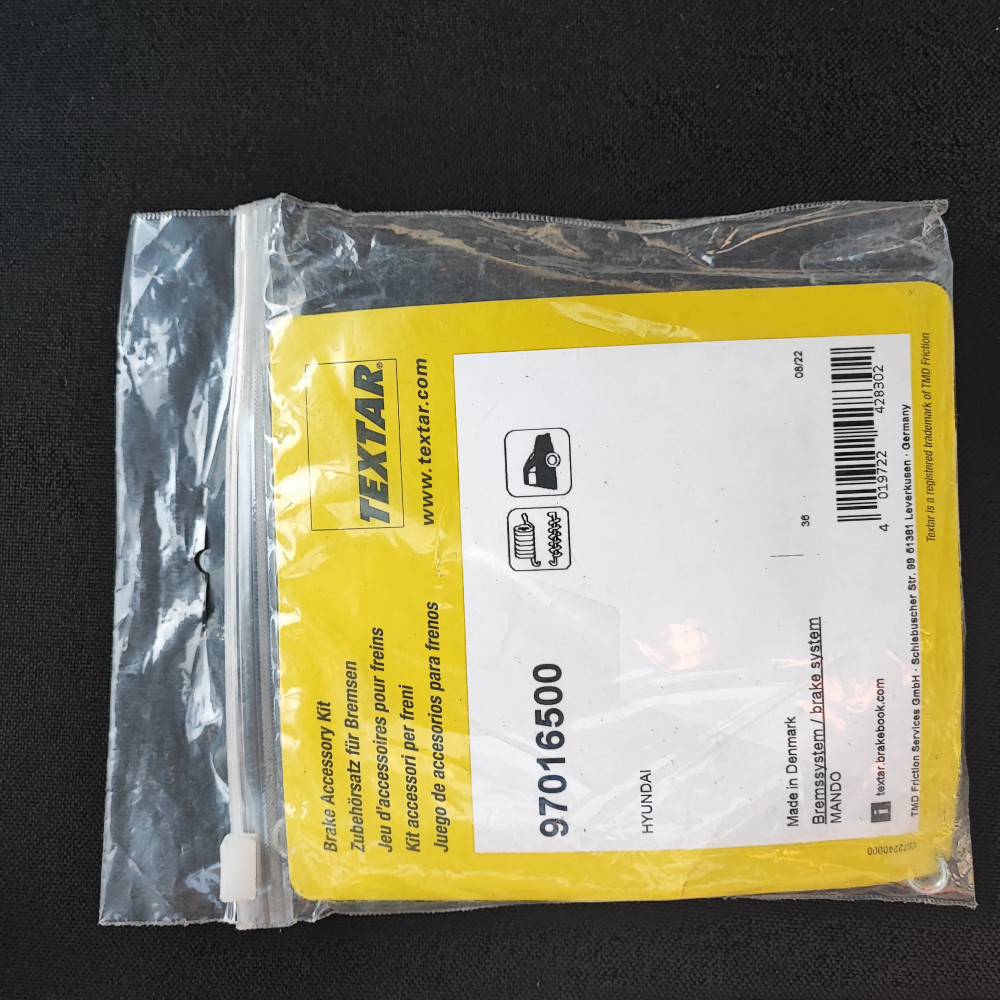 Brake Accessory Kit
Zubehörsatz für Bremsen
Jeu d'accessoires pour freins
Kit accessori per freni
Juego de accesorios para frenos
TEXTAR®
www.textar.com
97016500
HYUNDAI
Made in Denmark
Bremssystem / brake system
MANDO
36
08/22
4 019722 428302
i textar.brakebook.com
TMD Friction Services GmbH · Schlebuscher Str. 99 51381 Leverkusen · Germany
Textar is a registered trademark of TMD Friction